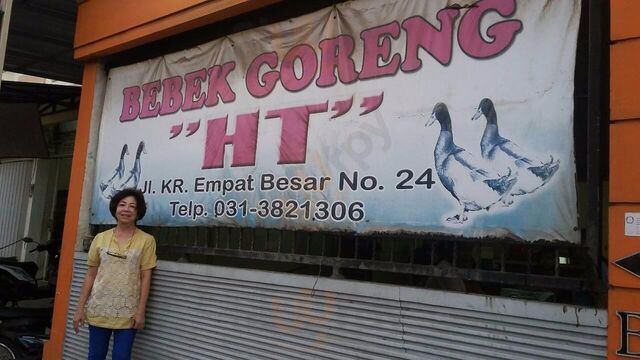 BEBEK GORENG
"HT"
Jl. KR. Empat Besar No. 24
Telp. 031-3821306